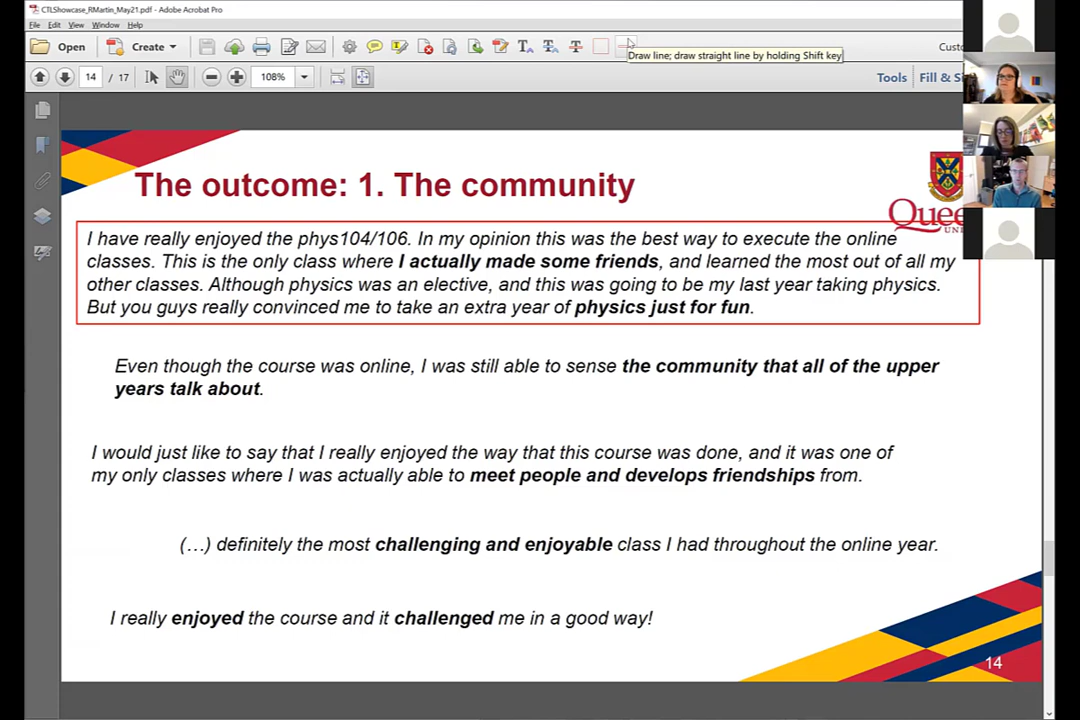 CTLShowcase_RMartin_May21.pdf - Adobe Acrobat Pro
File Edit View Window Help
Open Create
Draw line; draw straight line by holding Shift key
14 / 17 108% Tools Fill &
The outcome: 1. The community
I have really enjoyed the phys104/106. In my opinion this was the best way to execute the online
classes. This is the only class where I actually made some friends, and learned the most out of all my
other classes. Although physics was an elective, and this was going to be my last year taking physics.
But you guys really convinced me to take an extra year of physics just for fun.
Even though the course was online, I was still able to sense the community that all of the upper
years talk about.
I would just like to say that I really enjoyed the way that this course was done, and it was one of
my only classes where I was actually able to meet people and develops friendships from.
(…) definitely the most challenging and enjoyable class I had throughout the online year.
I really enjoyed the course and it challenged me in a good way!
14